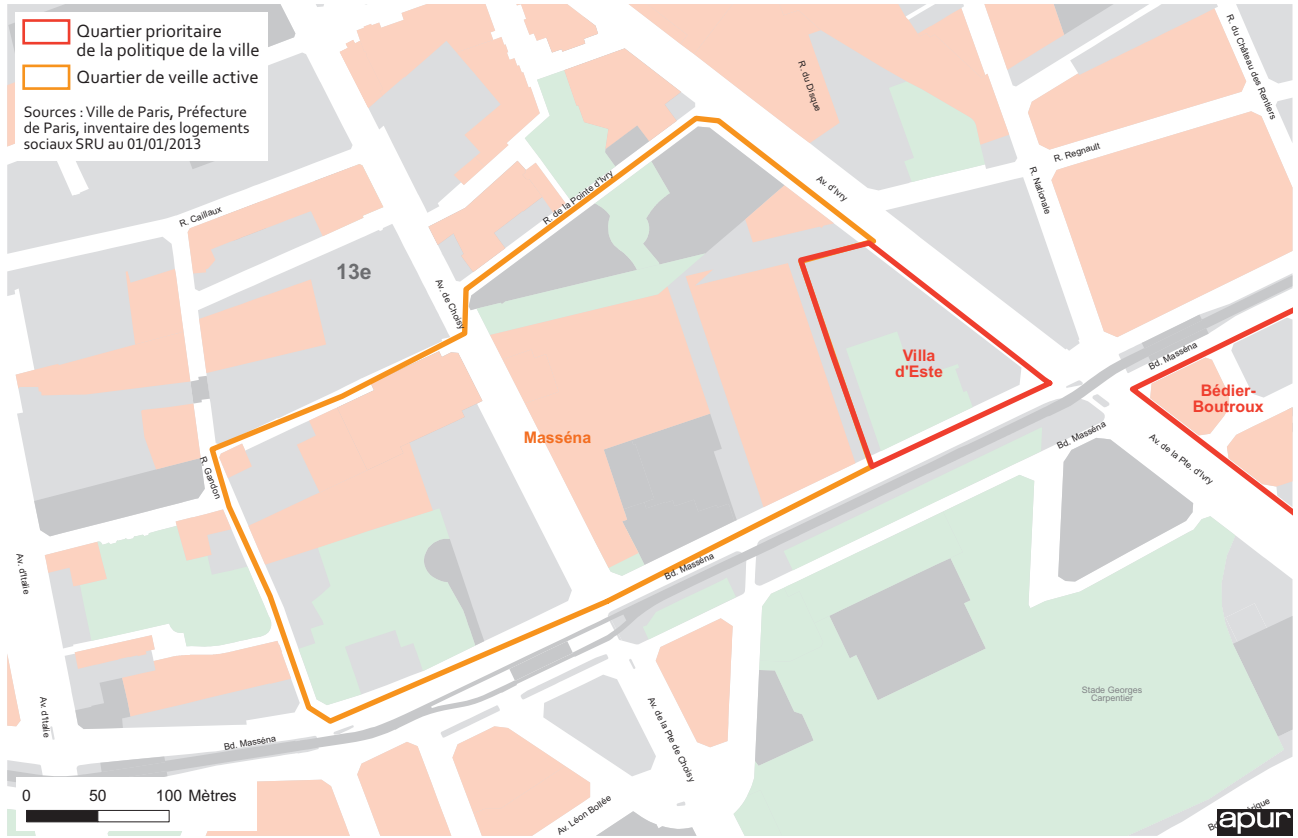 Quartier prioritaire
de la politique de la ville
Quartier de veille active
Sources : Ville de Paris, Préfecture
de Paris, inventaire des logements
sociaux SRU au 01/01/2013
R. du Disque
R. du Château des Rentiers
R. Regnault
R. Nationale
Av. d'Ivry
R. de la Pointe d'Ivry
R. Caillaux
13e
Av. de Choisy
Villa
d'Este
Bd. Masséna
Bédier-
Boutroux
Masséna
Bd. Masséna
Av. de la Pte. d'Ivry
R. Gandon
Av. d'Italie
Bd. Masséna
Stade Georges
Carpentier
Av. d'Italie
Bd. Masséna
Av. de la Pte de Choisy
Av. Léon Bollée
0 50 100 Mètres
apur